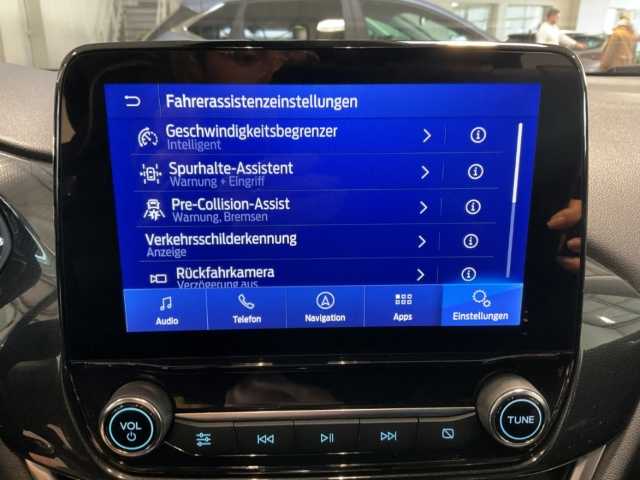 Fahrerassistenzeinstellungen
Geschwindigkeitsbegrenzer
Intelligent
Spurhalte-Assistent
Warnung + Eingriff
Pre-Collision-Assist
Warnung, Bremsen
Verkehrsschilderkennung
Anzeige
Rückfahrkamera
Verzögerung aus
Audio
Telefon
Navigation
Apps
Einstellungen
VOL
TUNE